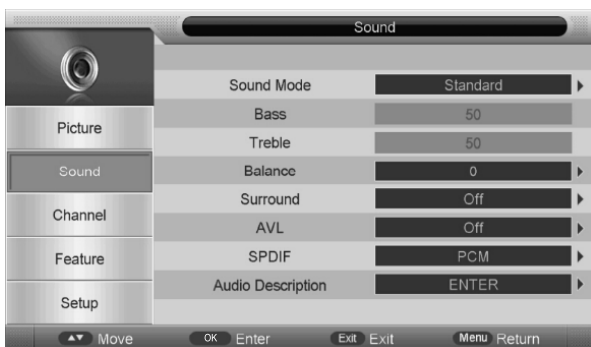 Sound
Picture
Sound
Channel
Feature
Setup
Sound Mode Standard
Bass 50
Treble 50
Balance 0
Surround Off
AVL Off
SPDIF PCM
Audio Description ENTER
Move OK Enter Exit Exit Menu Return